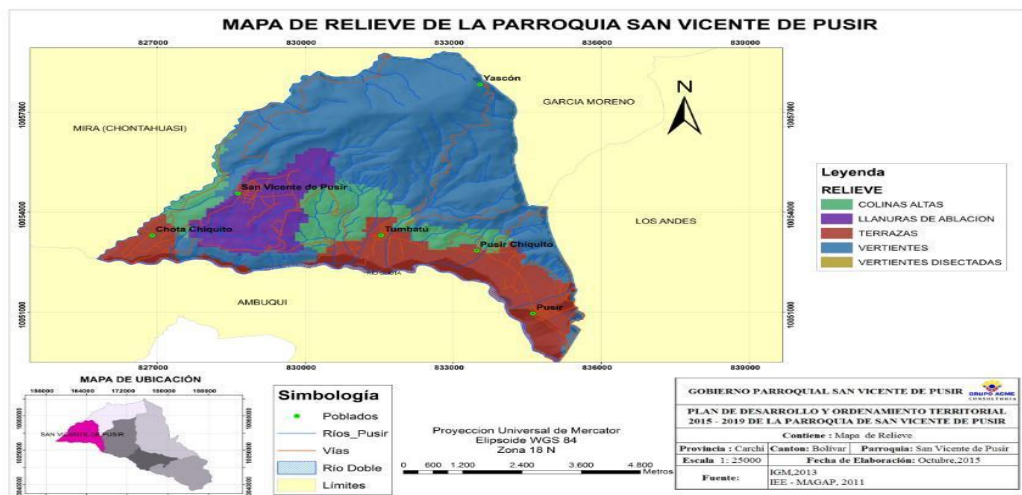 MAPA DE RELIEVE DE LA PARROQUIA SAN VICENTE DE PUSIR
827000 830000 833000 836000 839000
Yascón
GARCIA MORENO
N
10057000 10057000
MIRA (CHONTAHUASI)
San Vicente de Pusir
10054000 10054000
LOS ANDES
Chota Chiquito
Tumbatú
Pusir Chiquito
AMBUQUI
Pusir
10051000 10051000
827000 830000 833000 836000 839000
Leyenda
RELIEVE
COLINAS ALTAS
LLANURAS DE ABLACION
TERRAZAS
VERTIENTES
VERTIENTES DISECTADAS
MAPA DE UBICACIÓN
164000 172000
SAN VICENTE DE PUSIR
Simbología
Poblados
Ríos_Pusir
Vías
Río Doble
Límites
Proyeccion Universal de Mercator
Elipsoide WGS 84
Zona 18 N
0 600 1.200 2.400 3.600 4.800
Metros
GOBIERNO PARROQUIAL SAN VICENTE DE PUSIR
GRUPO ACME
CONSULTORIA
PLAN DE DESARROLLO Y ORDENAMIENTO TERRITORIAL
2015 - 2019 DE LA PARROQUIA DE SAN VICENTE DE PUSIR
Contiene : Mapa de Relieve
Provincia : Carchi Canton: Bolívar Parroquia: San Vicente de Pusir
Escala 1: 25000 Fecha de Elaboración: Octubre,2015
Fuente: IGM,2013
IEE - MAGAP, 2011